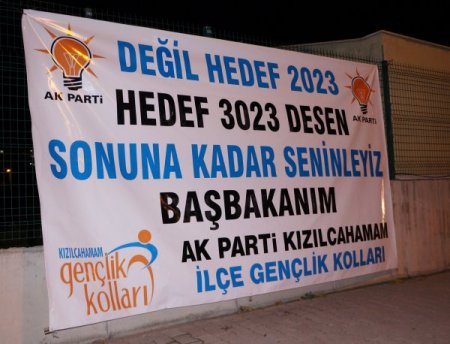 DEĞİL HEDEF 2023
HEDEF 3023 DESEN
SONUNA KADAR SENİNLEYİZ
BAŞBAKANIM
AK PARTİ KIZILCAHAMAM
İLÇE GENÇLİK KOLLARI
AK PARTİ
AK PARTİ
KIZILCAHAMAM
gençlik
kolları